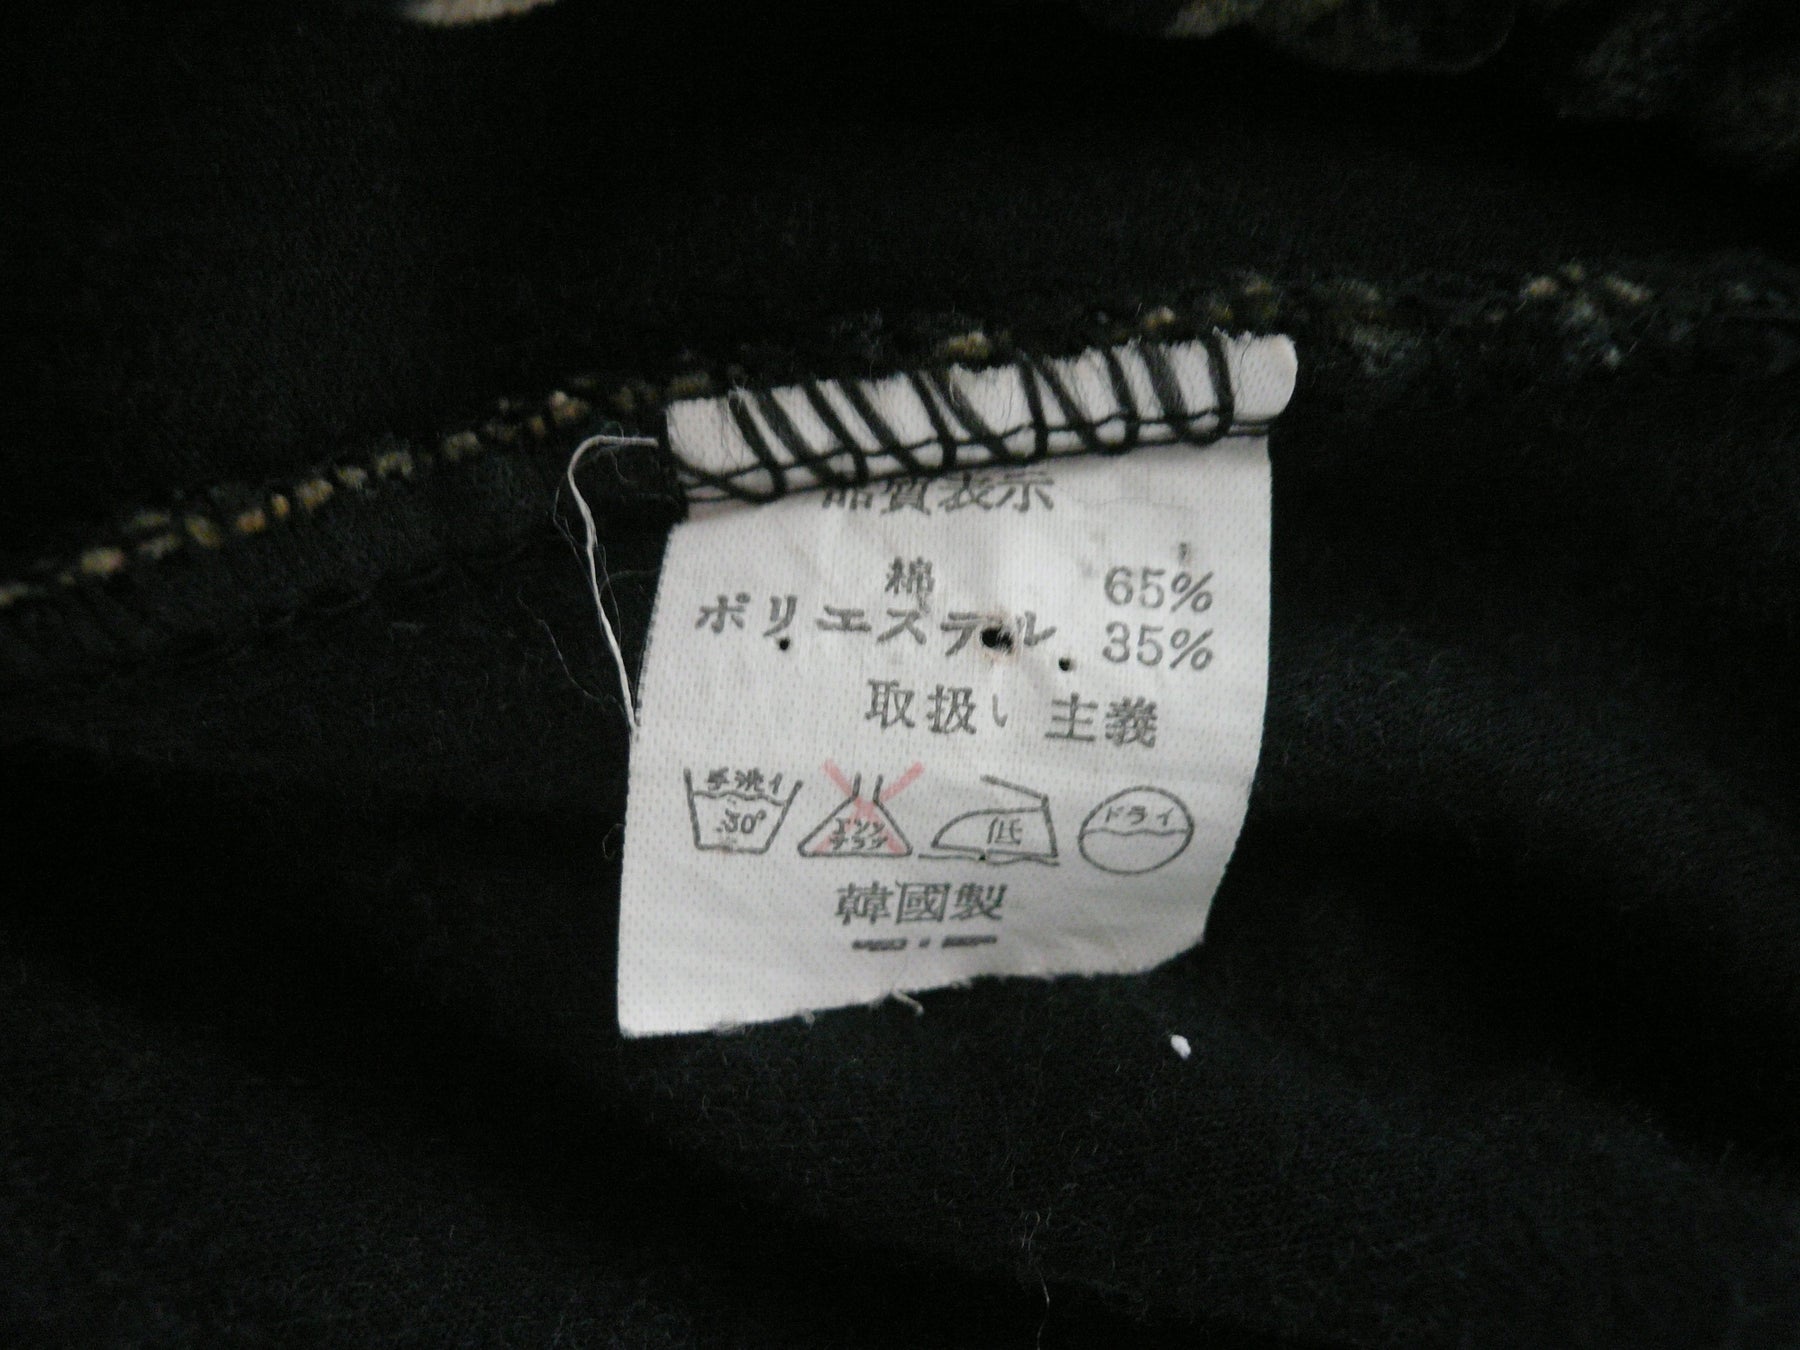 品質表示
綿 65%
ポリエステル 35%
取扱い 主義
手洗イ
30°
エンソ
サラシ
低
ドライ
韓國製